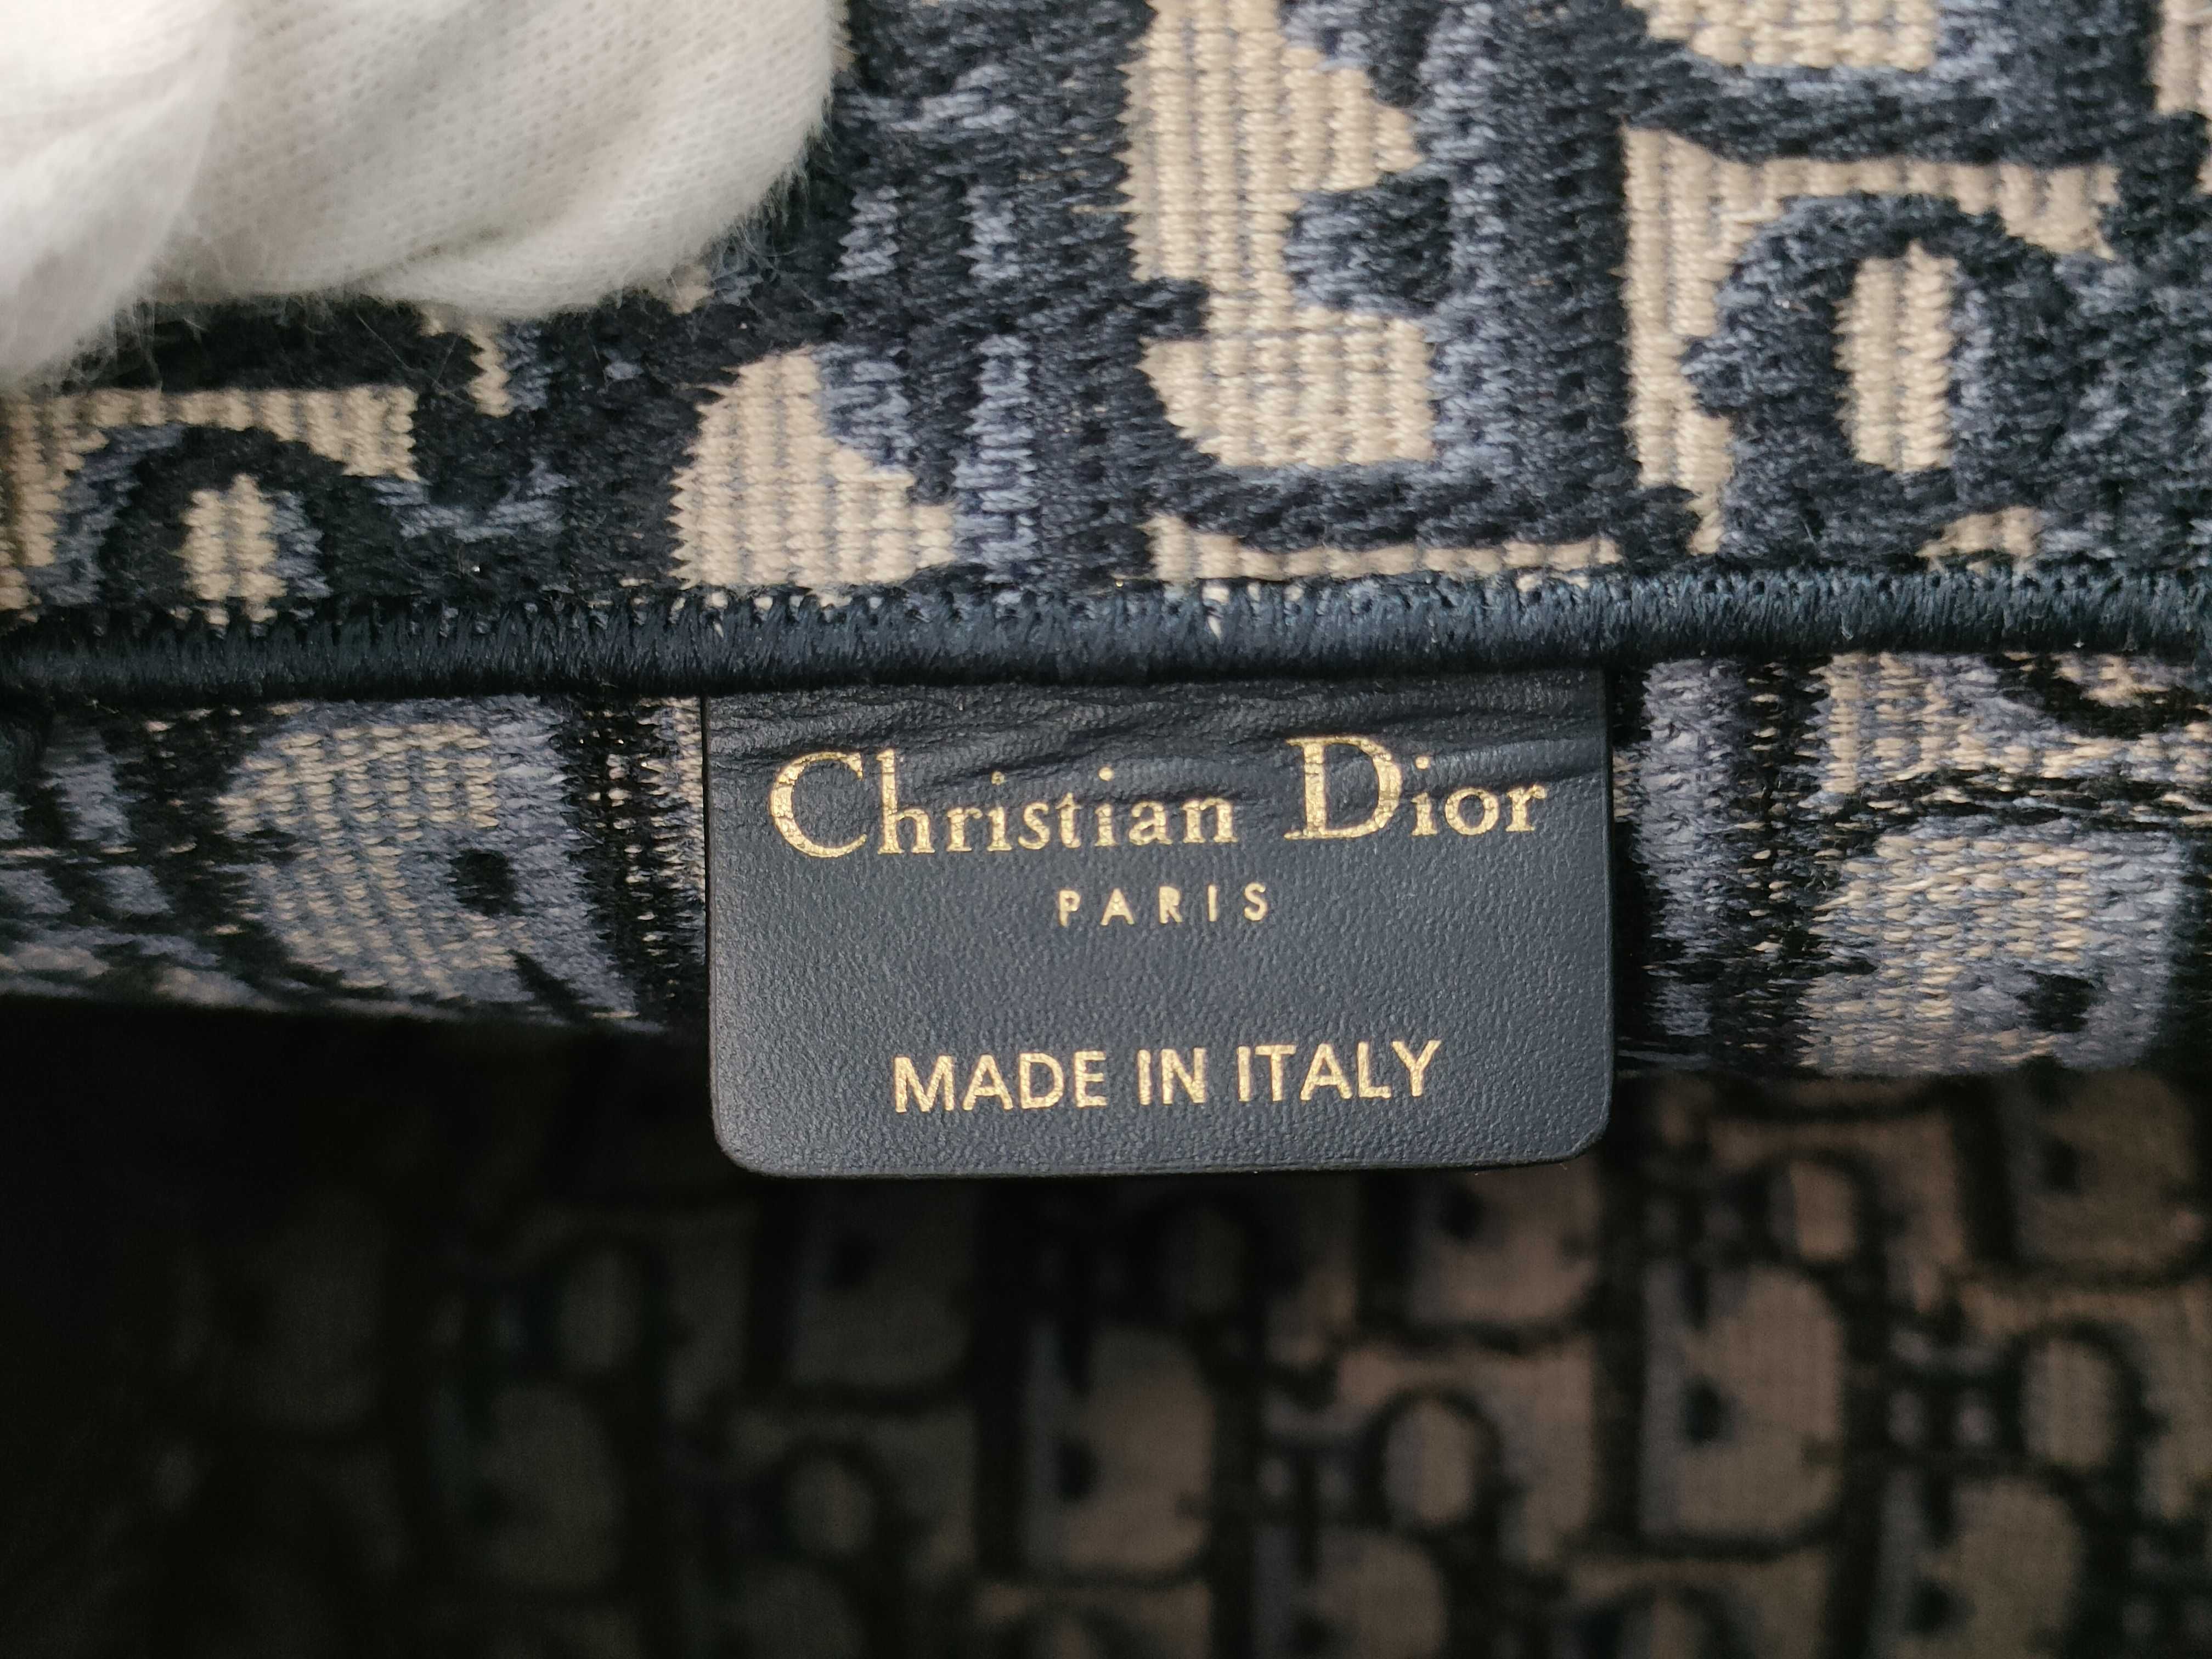 Christian Dior
PARIS
MADE IN ITALY